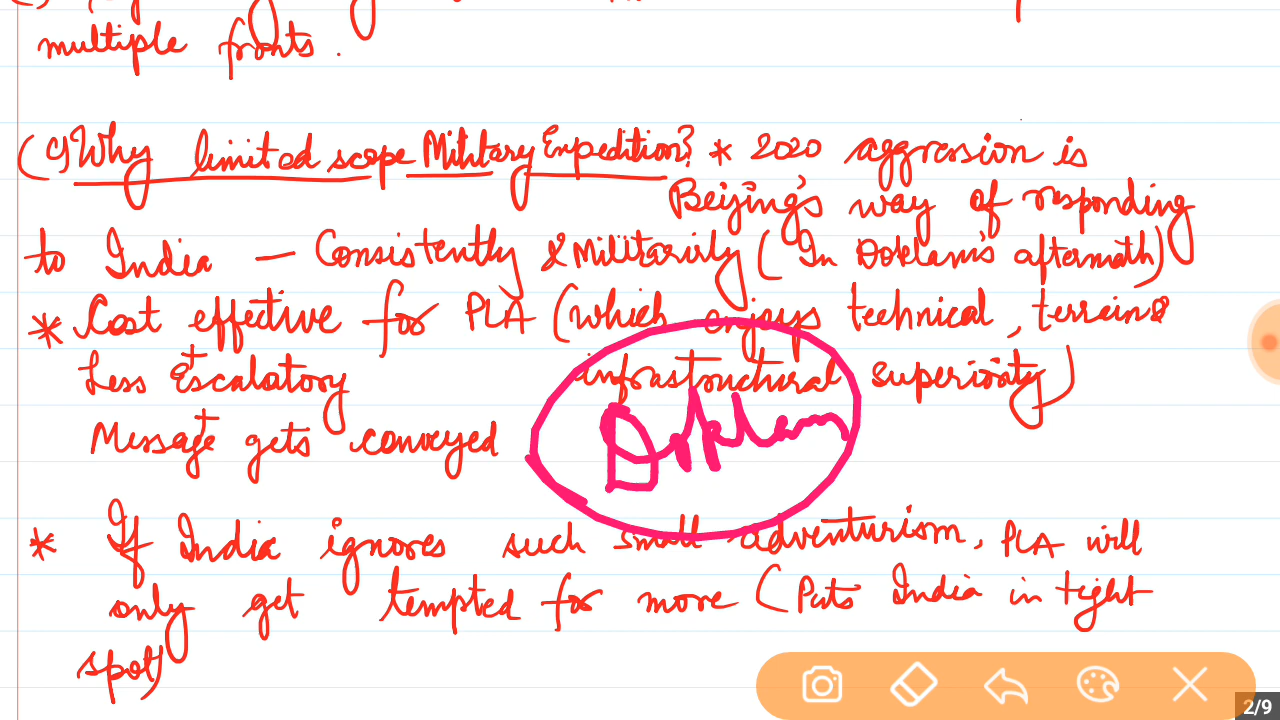 multiple fronts.
(c) Why limited scope Military Expedition? * 2020 aggression is
Beijing's way of responding
to India — Consistently & Militarily (In Doklam's aftermath)
* Cost effective for PLA (which enjoys technical, terrain &
Less Escalatory infrastructural superiority)
+
Message gets conveyed
+
Doklam
* If India ignores such small adventurism, PLA will
only get tempted for more (Puts India in tight
spot)
2/9